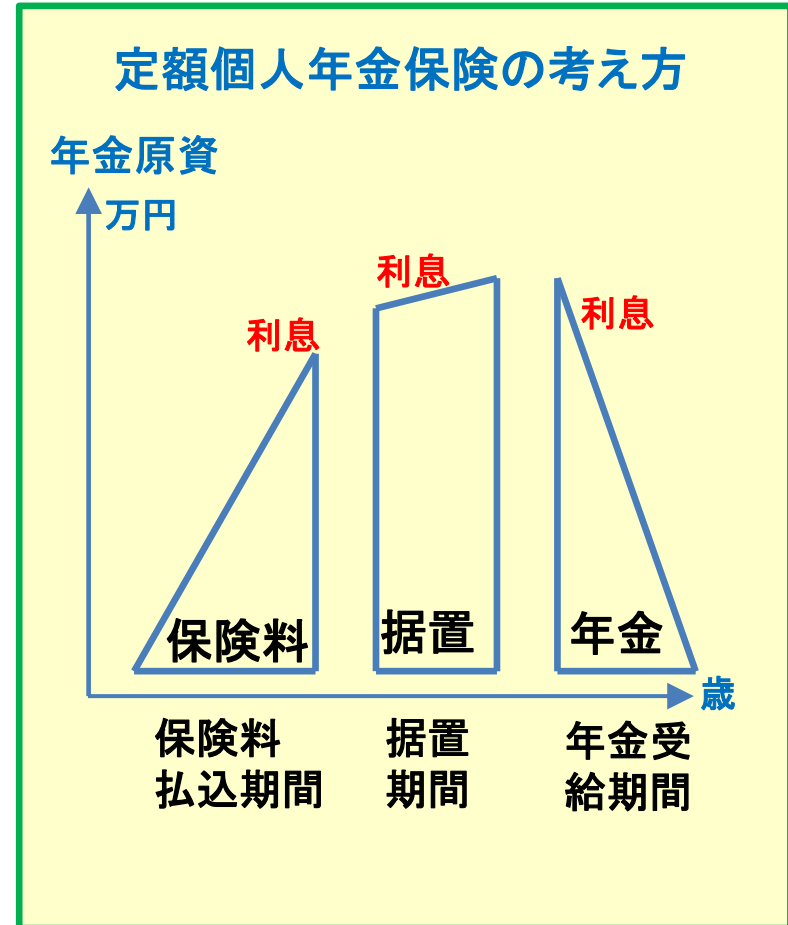 定額個人年金保険の考え方
年金原資
万円
利息
利息
利息
保険料
据置
年金
歳
保険料
払込期間
据置
期間
年金受
給期間